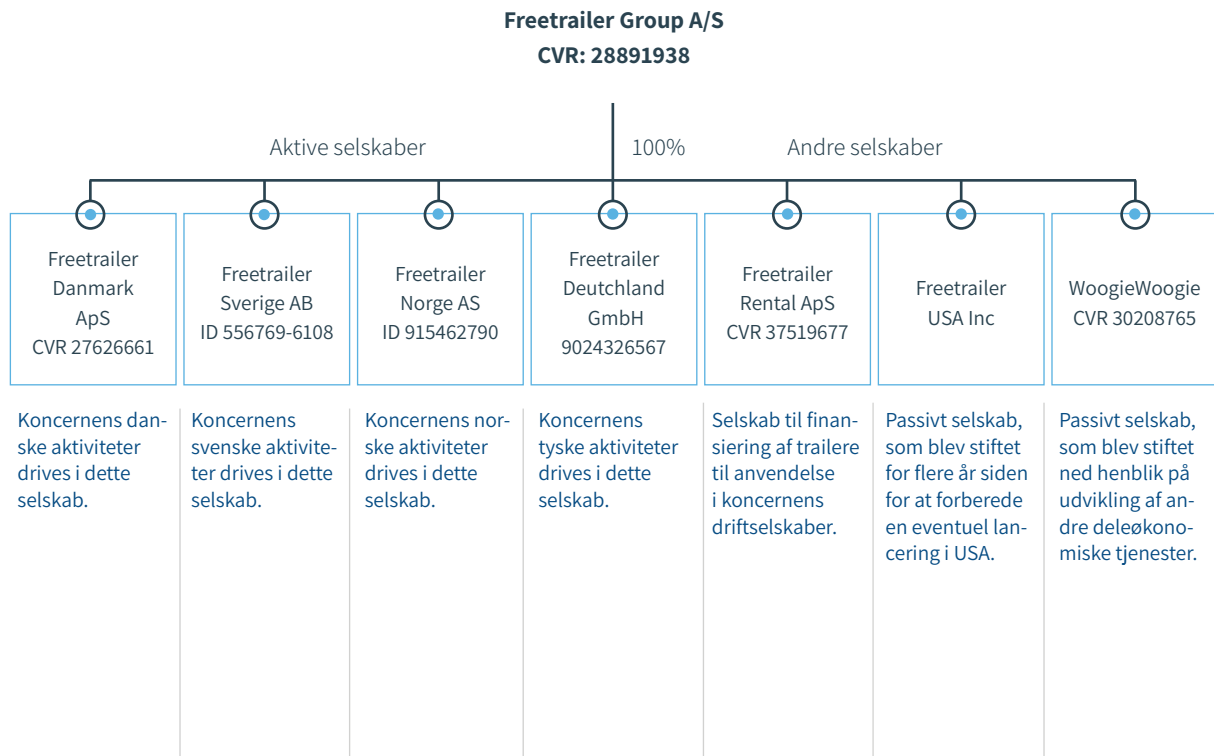 Freetrailer Group A/S
CVR: 28891938
Aktive selskaber
100%
Andre selskaber
Freetrailer
Danmark
ApS
CVR 27626661
Freetrailer
Sverige AB
ID 556769-6108
Freetrailer
Norge AS
ID 915462790
Freetrailer
Deutchland
GmbH
9024326567
Freetrailer
Rental ApS
CVR 37519677
Freetrailer
USA Inc
WoogieWoogie
CVR 30208765
Koncernens dan-
ske aktiviteter
drives i dette
selskab.
Koncernens
svenske aktivite-
ter drives i dette
selskab.
Koncernens nor-
ske aktiviteter
drives i dette
selskab.
Koncernens
tyske aktiviteter
drives i dette
selskab.
Selskab til finan-
siering af trailere
til anvendelse
i koncernens
driftselskaber.
Passivt selskab,
som blev stiftet
for flere år siden
for at forberede
en eventuel lan-
cering i USA.
Passivt selskab,
som blev stiftet
ned henblik på
udvikling af an-
dre deleøkono-
miske tjenester.